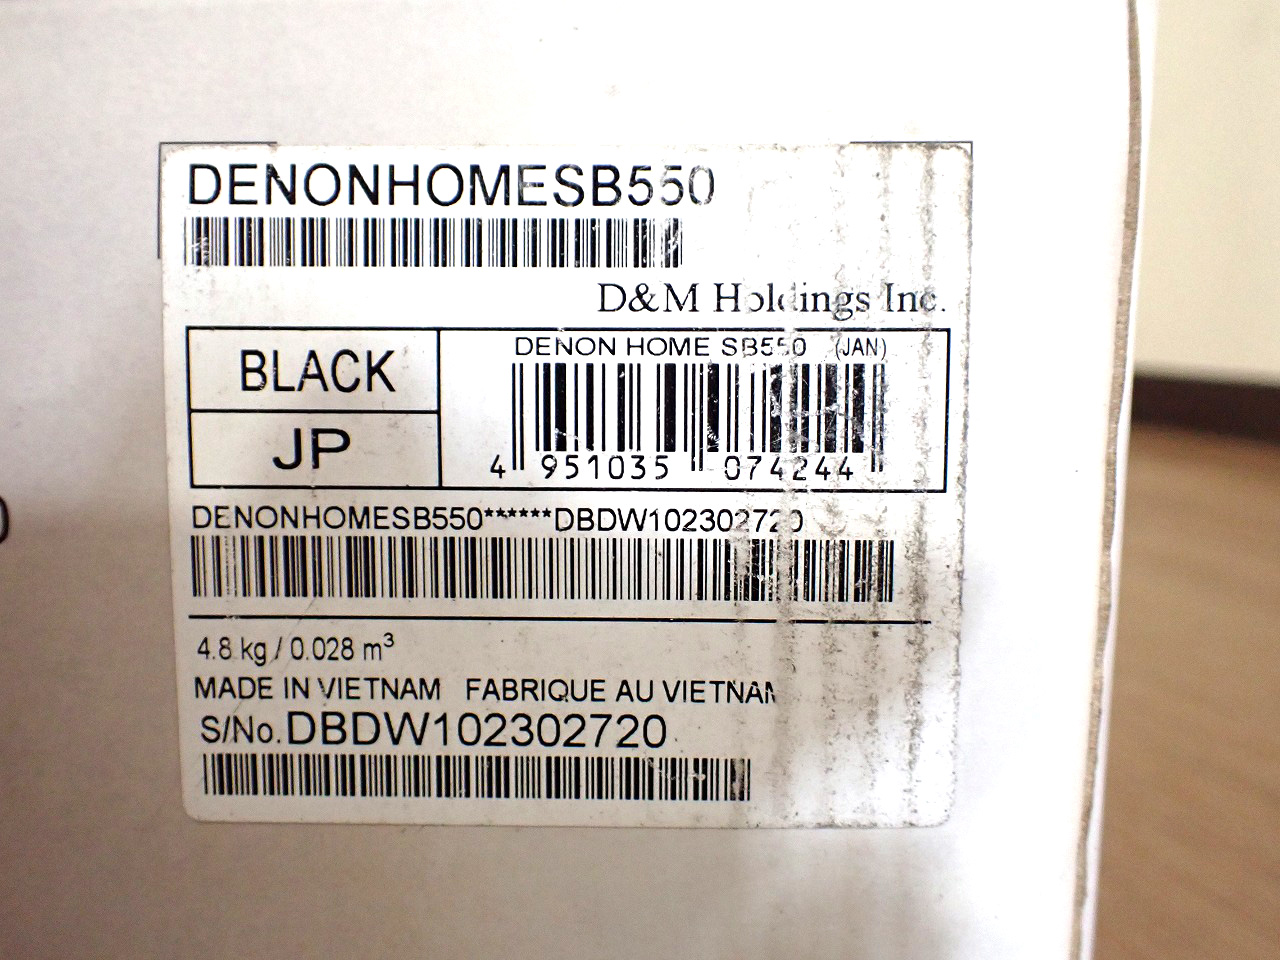 DENONHOMESB550
D&M Holdings Inc.
BLACK
JP
DENON HOME SB550 (JAN)
4 951035 074244
DENONHOMESB550******DBDW102302720
4.8 kg / 0.028 m³
MADE IN VIETNAM FABRIQUE AU VIETNAM
S/No. DBDW102302720